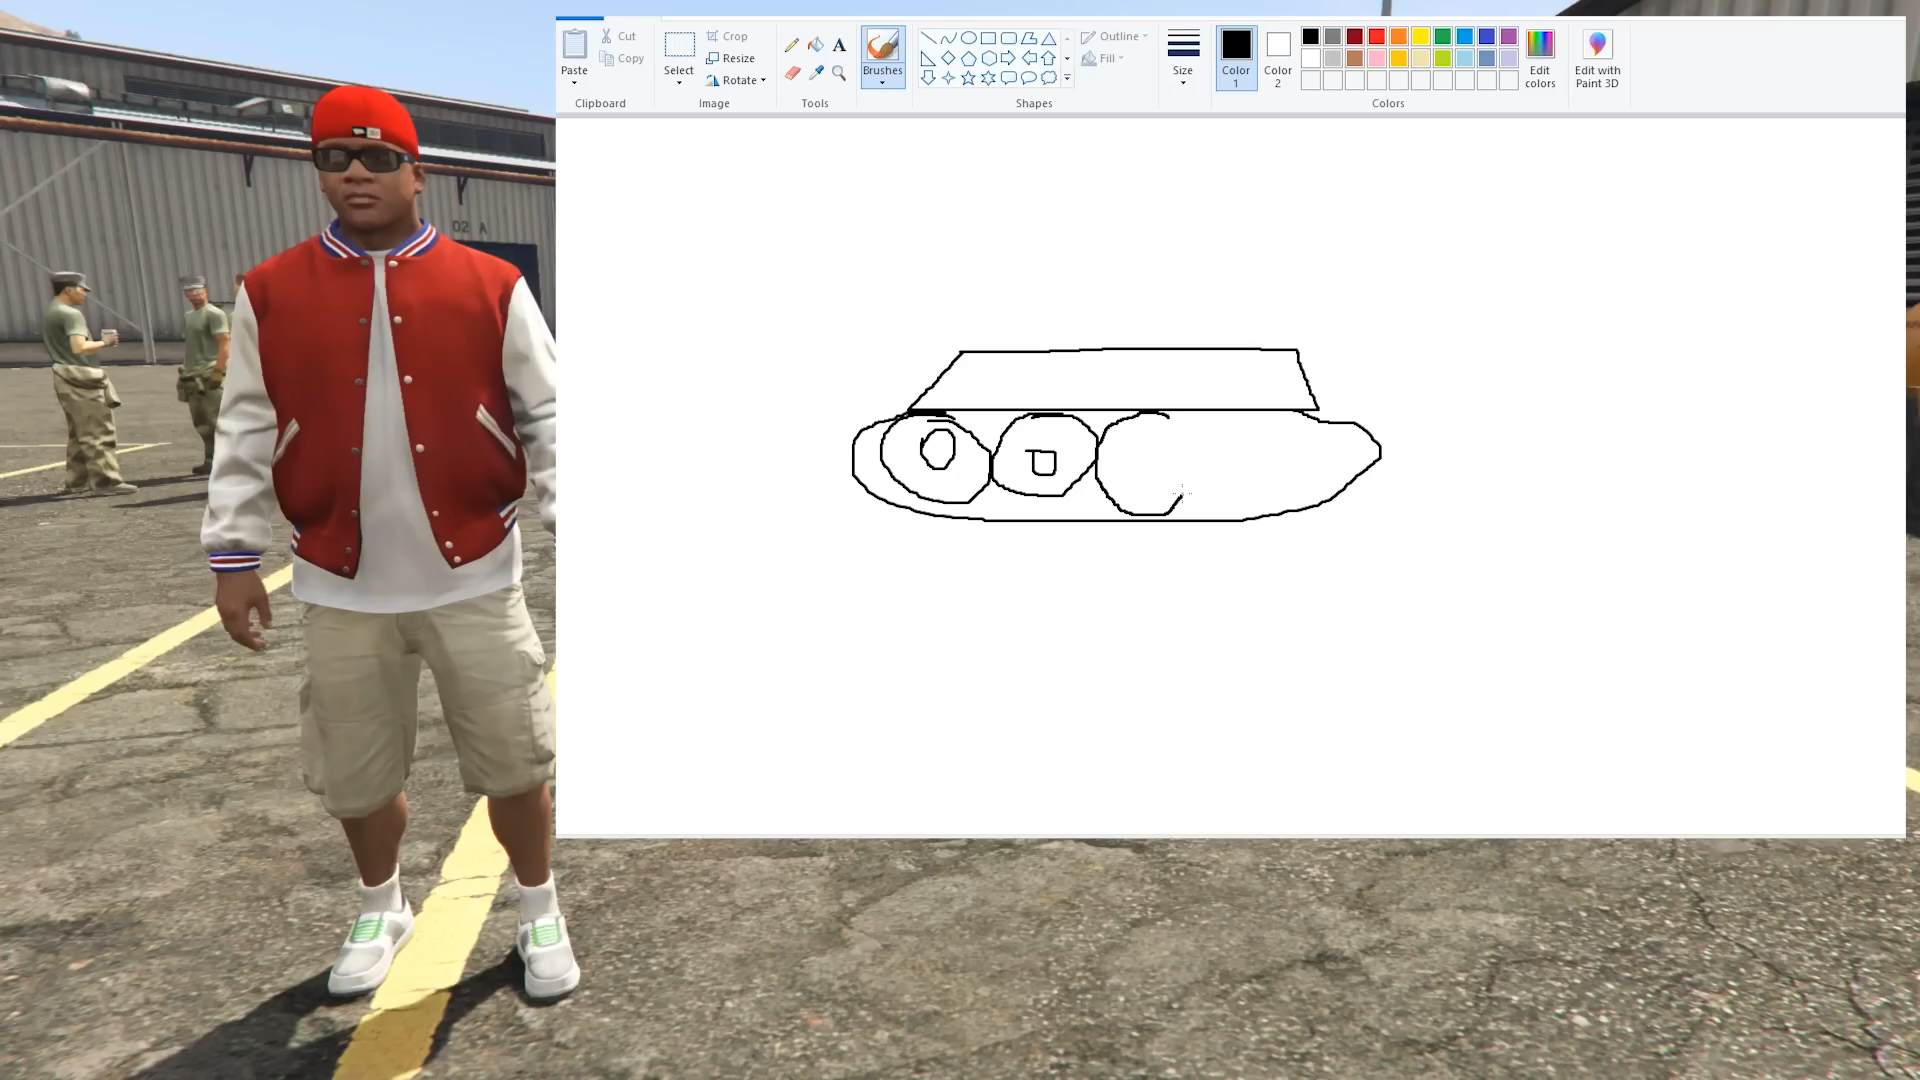 Paste
Cut
Copy
Clipboard
Select
Crop
Resize
Rotate
Image
A
Tools
Brushes
Outline
Fill
Shapes
Size
Color
1
Color
2
Edit
colors
Colors
Edit with
Paint 3D
02 A